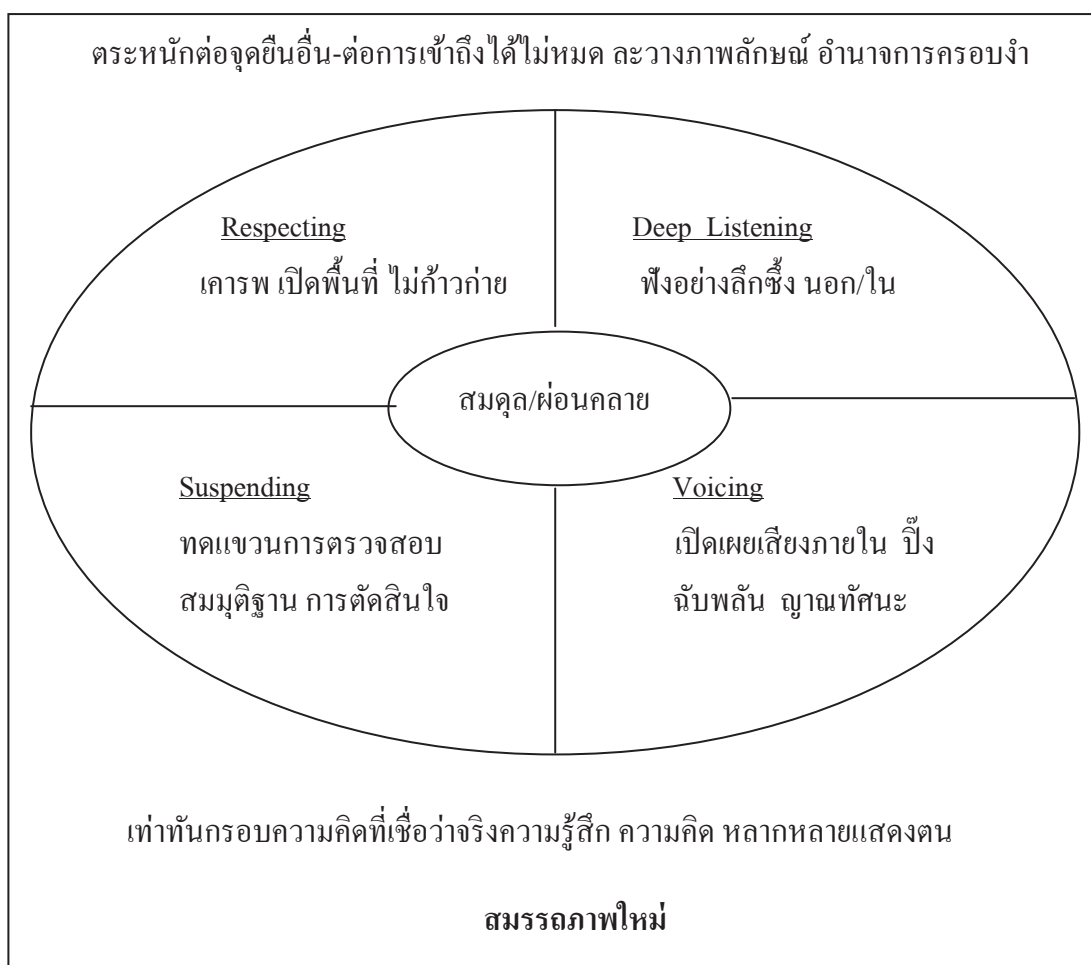 ตระหนักต่อจุดยืนอื่น-ต่อการเข้าถึงได้ไม่หมด ละวางภาพลักษณ์ อำนาจการครอบงำ
Respecting
เคารพ เปิดพื้นที่ ไม่ก้าวก่าย
Deep Listening
ฟังอย่างลึกซึ้ง นอก/ใน
สมดุล/ผ่อนคลาย
Suspending
ทดแขวนการตรวจสอบ
สมมุติฐาน การตัดสินใจ
Voicing
เปิดเผยเสียงภายใน ปิ๊ง
ฉับพลัน ญาณทัศนะ
เท่าทันกรอบความคิดที่เชื่อว่าจริงความรู้สึก ความคิด หลากหลายแสดงตน
สมรรถภาพใหม่